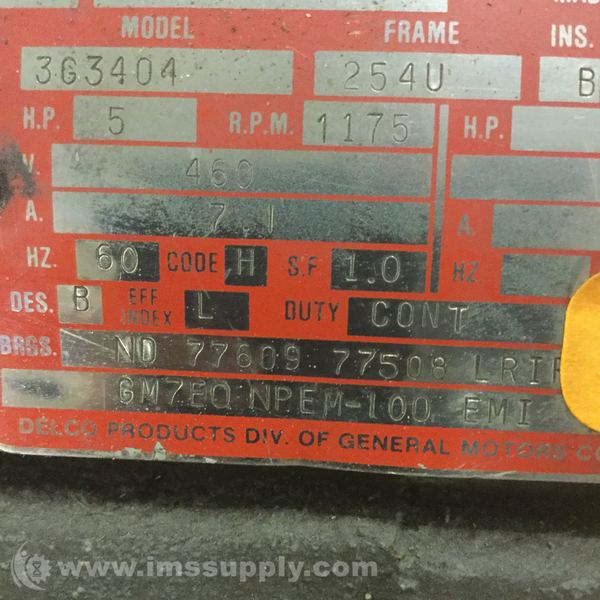 MODEL FRAME INS.
3G3404 254U B
H.P. 5 R.P.M. 1175 H.P.
V. 460
A. 7.1 A.
HZ. 60 CODE H S.F 1.0 HZ
DES. B EFF INDEX L DUTY CONT
BRGS. ND 77609 77508
GM7EQ NPEM-100 EMI
DELCO PRODUCTS DIV. OF GENERAL MOTORS CO
www.imssupply.com